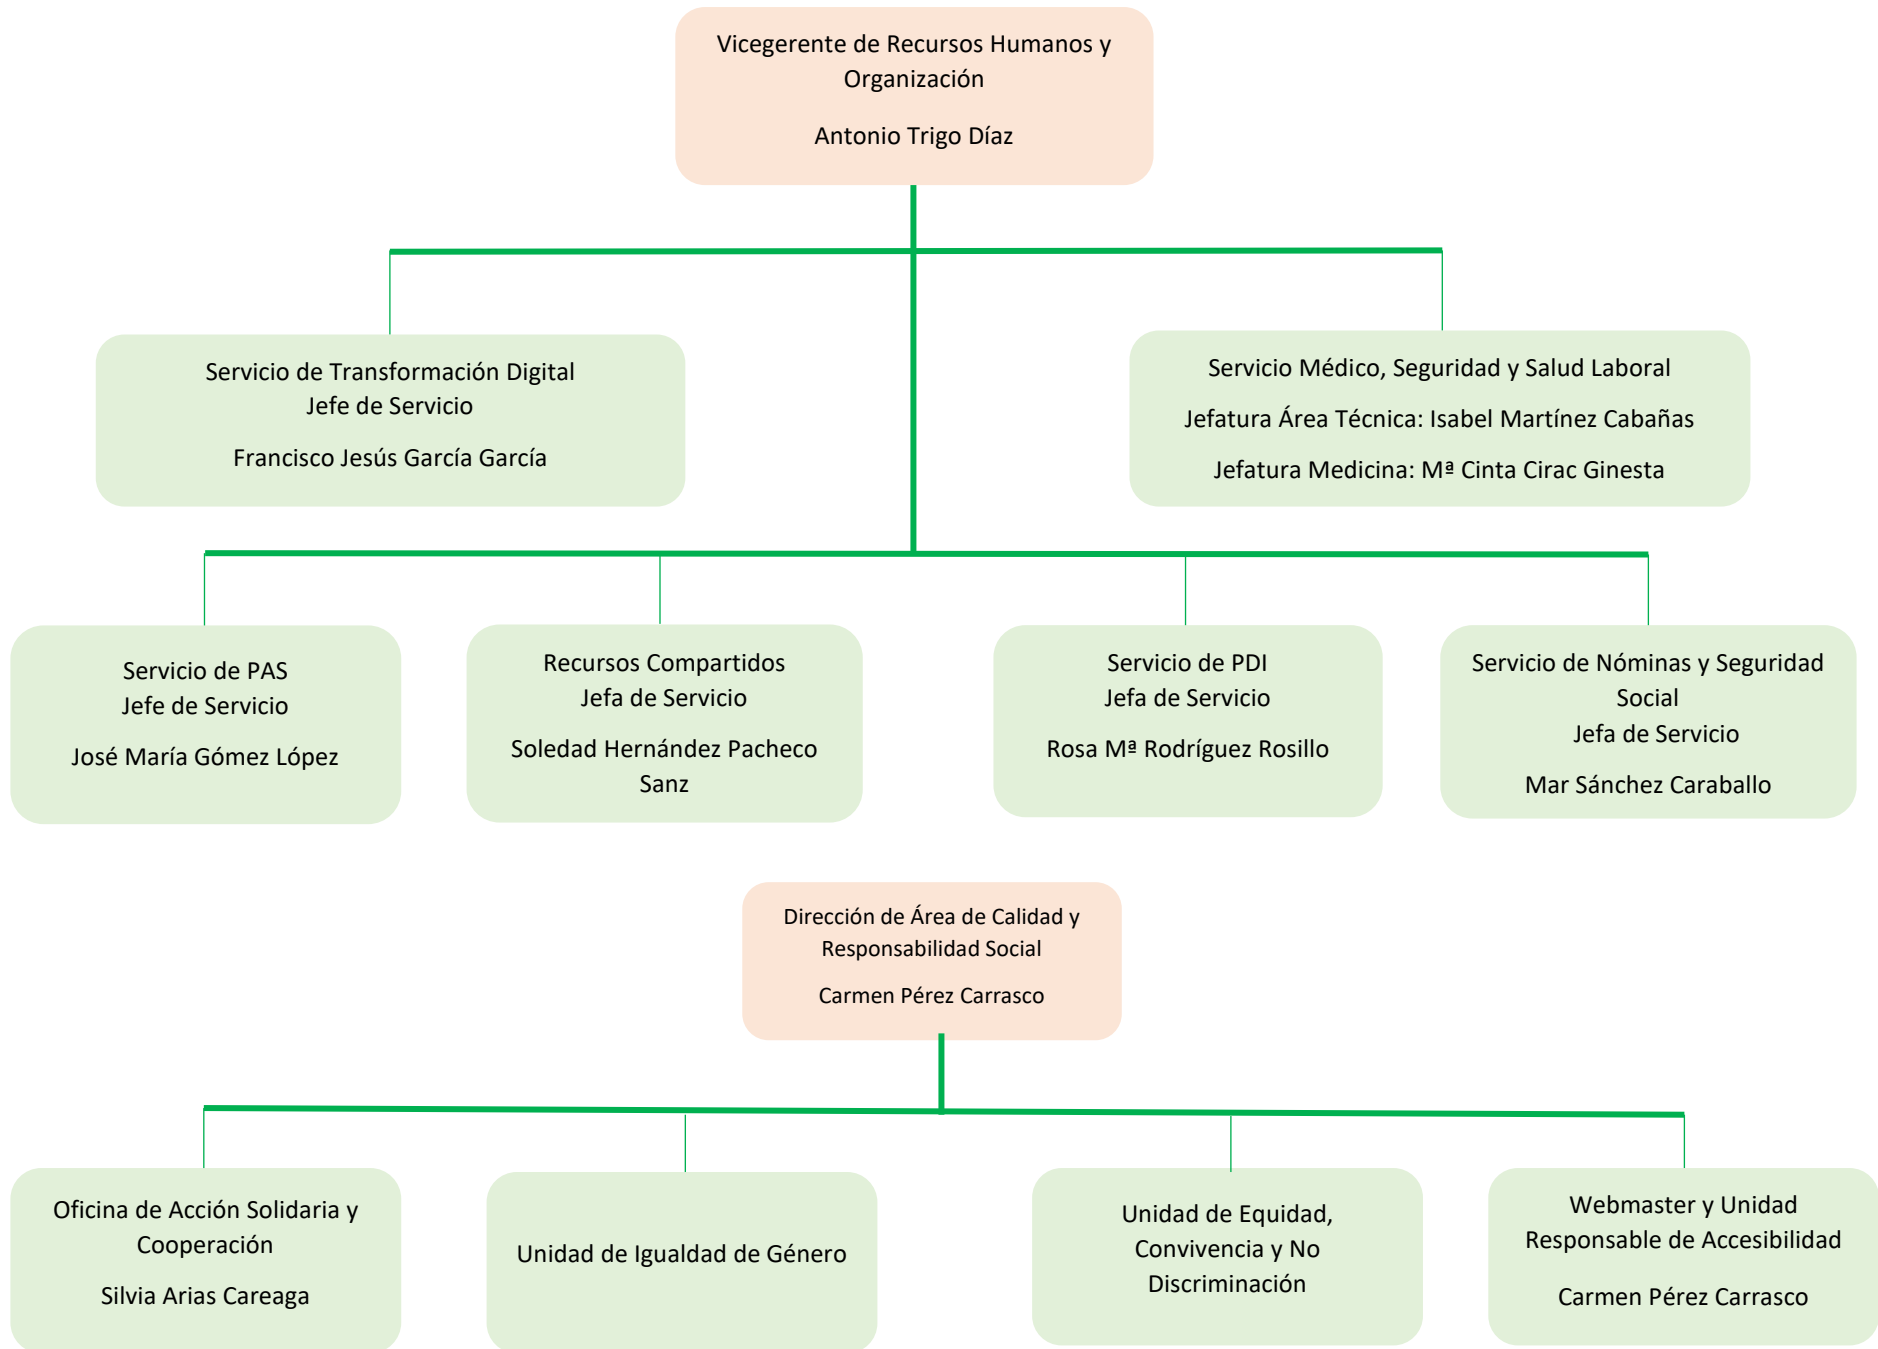 Vicegerente de Recursos Humanos y
Organización
Antonio Trigo Díaz
Servicio de Transformación Digital
Jefe de Servicio
Francisco Jesús García García
Servicio Médico, Seguridad y Salud Laboral
Jefatura Área Técnica: Isabel Martínez Cabañas
Jefatura Medicina: Mª Cinta Cirac Ginesta
Servicio de PAS
Jefe de Servicio
José María Gómez López
Recursos Compartidos
Jefa de Servicio
Soledad Hernández Pacheco
Sanz
Servicio de PDI
Jefa de Servicio
Rosa Mª Rodríguez Rosillo
Servicio de Nóminas y Seguridad
Social
Jefa de Servicio
Mar Sánchez Caraballo
Dirección de Área de Calidad y
Responsabilidad Social
Carmen Pérez Carrasco
Oficina de Acción Solidaria y
Cooperación
Silvia Arias Careaga
Unidad de Igualdad de Género
Unidad de Equidad,
Convivencia y No
Discriminación
Webmaster y Unidad
Responsable de Accesibilidad
Carmen Pérez Carrasco